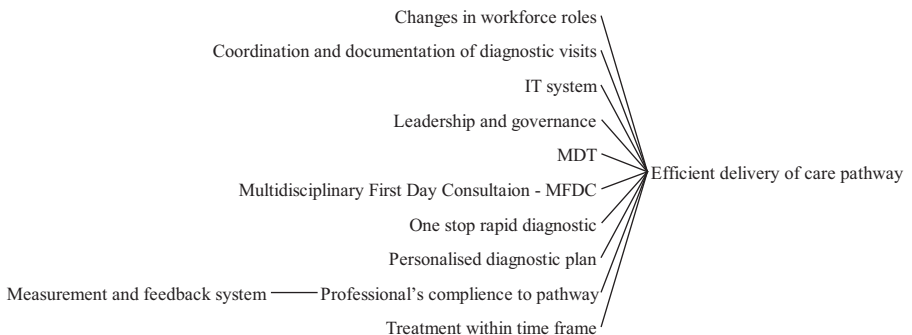 Changes in workforce roles
Coordination and documentation of diagnostic visits
IT system
Leadership and governance
MDT
Efficient delivery of care pathway
Multidisciplinary First Day Consultaion - MFDC
One stop rapid diagnostic
Personalised diagnostic plan
Measurement and feedback system
Professional’s complience to pathway
Treatment within time frame